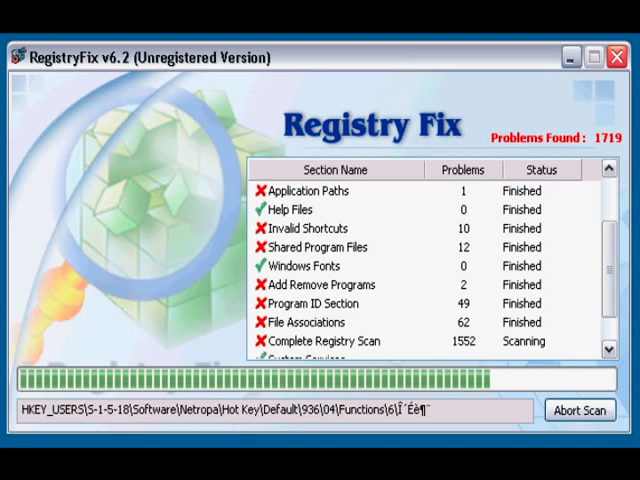 RegistryFix v6.2 (Unregistered Version)
Registry Fix
Problems Found : 1719
Section Name Problems Status
Application Paths 1 Finished
Help Files 0 Finished
Invalid Shortcuts 10 Finished
Shared Program Files 12 Finished
Windows Fonts 0 Finished
Add Remove Programs 2 Finished
Program ID Section 49 Finished
File Associations 62 Finished
Complete Registry Scan 1552 Scanning
HKEY_USERS\S-1-5-18\Software\Netropa\Hot Key\Default\936\04\Functions\6\Î´Éè¶¨
Abort Scan